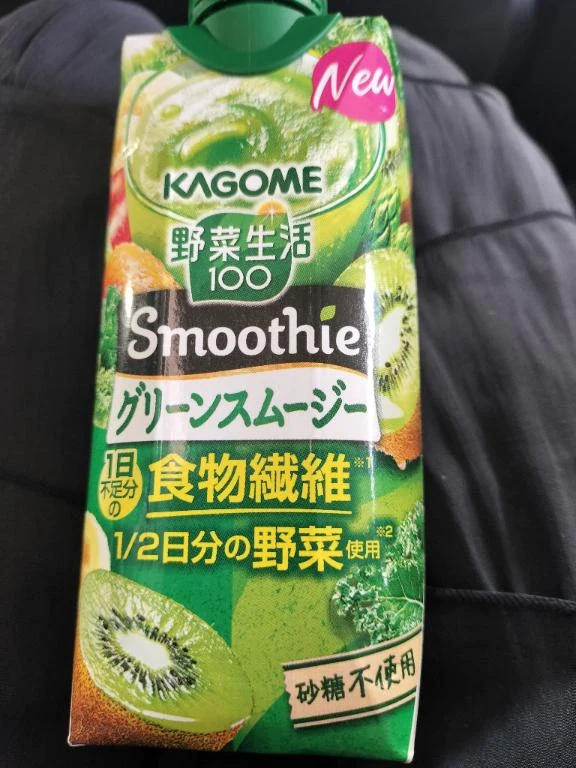 New
KAGOME
野菜生活
100
Smoothie
グリーンスムージー
1日
不足分
の
食物繊維※1
1/2日分の野菜使用※2
砂糖不使用